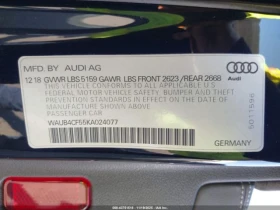 MFD BY: AUDI AG
12 18 GVWR LBS 5169 GAWR LBS FRONT 2623 /REAR 2668
THIS VEHICLE CONFORMS TO ALL APPLICABLE U.S
FEDERAL MOTOR VEHICLE SAFETY, BUMPER,
AND THEFT PREVENTION STANDARDS IN EFFECT
ON THE DATE OF MANUFACTURE SHOWN ABOVE.
PASSENGER CAR
WAUB4CF55KA024077
GERMANY
Audi